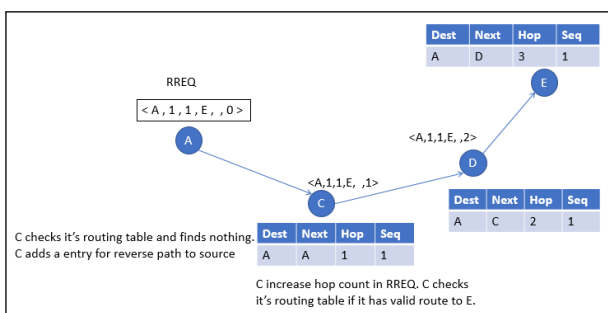 Dest Next Hop Seq
A D 3 1
E
RREQ
< A , 1 , 1 , E , , 0 >
A
<A,1,1,E, ,2>
D
<A,1,1,E, ,1>
C
Dest Next Hop Seq
A C 2 1
C checks it's routing table and finds nothing.
C adds a entry for reverse path to source
Dest Next Hop Seq
A A 1 1
C increase hop count in RREQ. C checks
it's routing table if it has valid route to E.